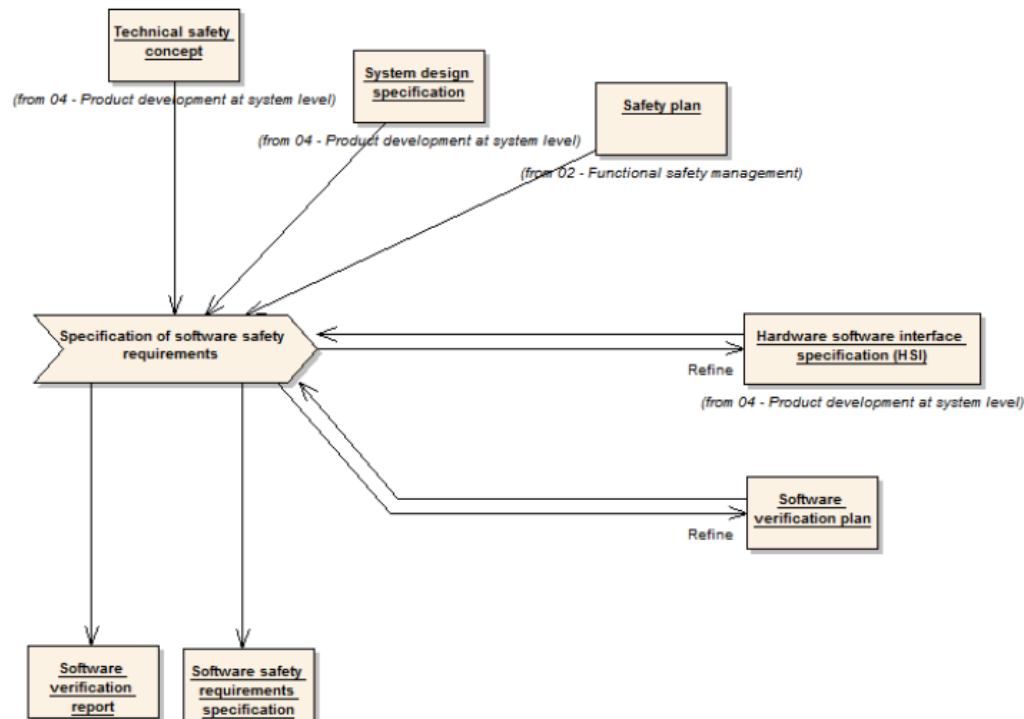 Technical safety
concept
(from 04 - Product development at system level)
System design
specification
(from 04 - Product development at system level)
Safety plan
(from 02 - Functional safety management)
Specification of software safety
requirements
Hardware software interface
specification (HSI)
Refine
(from 04 - Product development at system level)
Software
verification plan
Refine
Software
verification
report
Software safety
requirements
specification